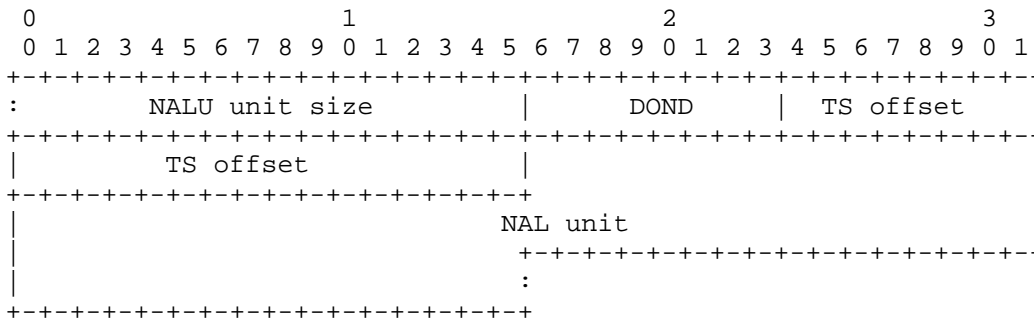 0                   1                   2                   3
 0 1 2 3 4 5 6 7 8 9 0 1 2 3 4 5 6 7 8 9 0 1 2 3 4 5 6 7 8 9 0 1
+-+-+-+-+-+-+-+-+-+-+-+-+-+-+-+-+-+-+-+-+-+-+-+-+-+-+-+-+-+-+-+-
:        NALU unit size         |      DOND     |  TS offset
+-+-+-+-+-+-+-+-+-+-+-+-+-+-+-+-+-+-+-+-+-+-+-+-+-+-+-+-+-+-+-+-
|         TS offset             |
+-+-+-+-+-+-+-+-+-+-+-+-+-+-+-+-+
|                              NAL unit
|                               +-+-+-+-+-+-+-+-+-+-+-+-+-+-+-+-
|                               :
+-+-+-+-+-+-+-+-+-+-+-+-+-+-+-+-+